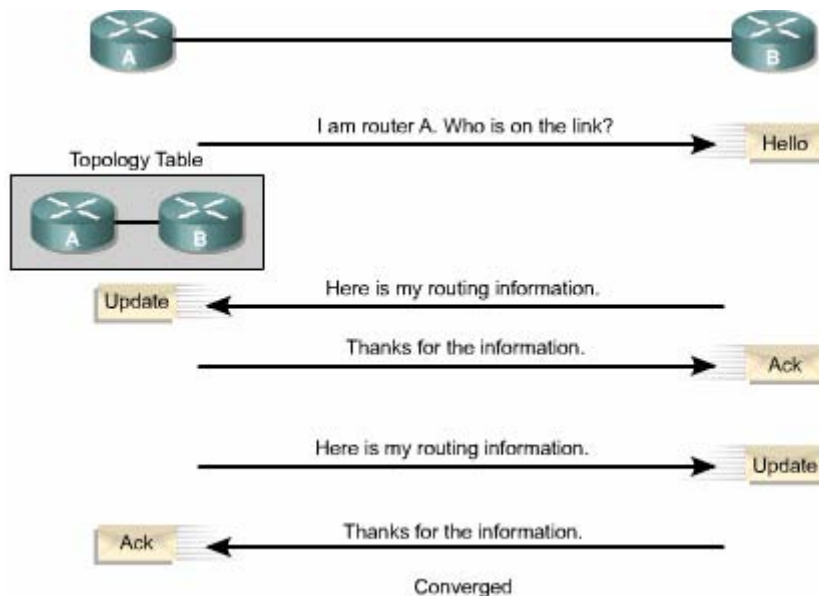 A
B
I am router A. Who is on the link?
Hello
Topology Table
A
B
Here is my routing information.
Update
Thanks for the information.
Ack
Here is my routing information.
Update
Thanks for the information.
Ack
Converged